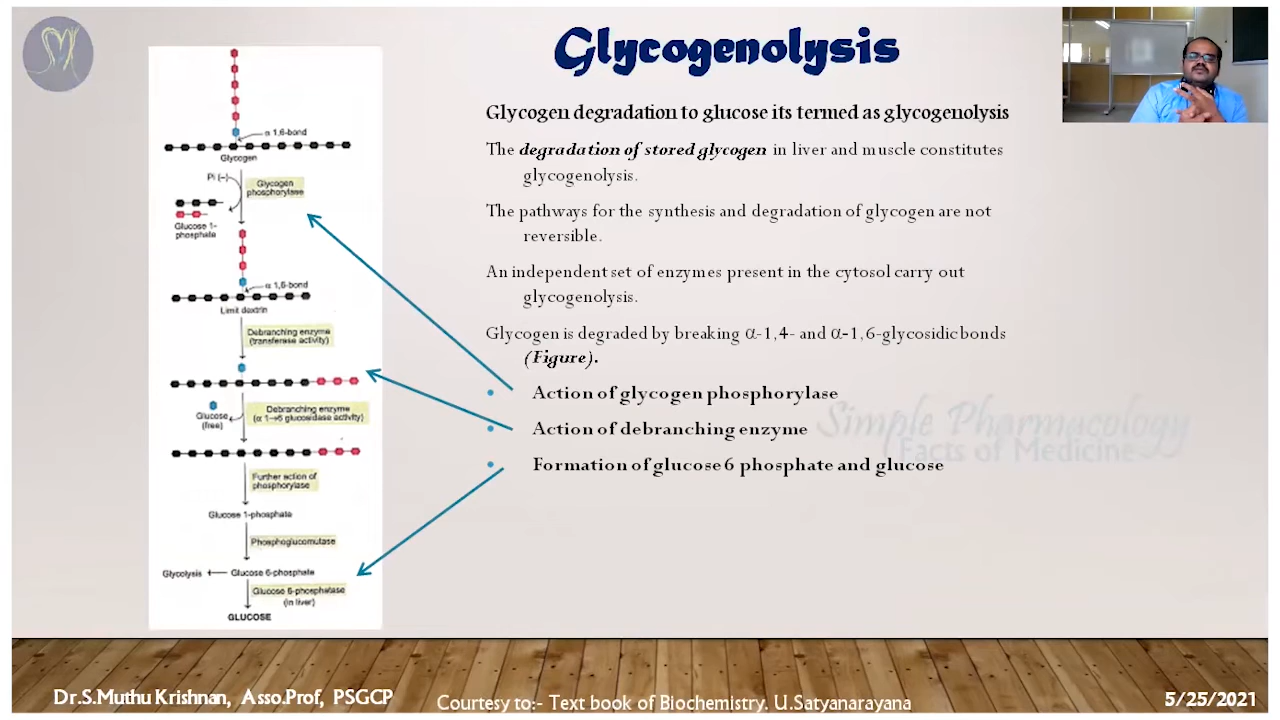 Glycogenolysis
Glycogen degradation to glucose its termed as glycogenolysis
The degradation of stored glycogen in liver and muscle constitutes
glycogenolysis.
The pathways for the synthesis and degradation of glycogen are not
reversible.
An independent set of enzymes present in the cytosol carry out
glycogenolysis.
Glycogen is degraded by breaking α-1,4- and α-1,6-glycosidic bonds
(Figure).
• Action of glycogen phosphorylase
• Action of debranching enzyme
• Formation of glucose 6 phosphate and glucose
α 1,6-bond
Glycogen
Pi
Glycogen
phosphorylase
Glucose 1-
phosphate
α 1,6-bond
Limit dextrin
Debranching enzyme
(transferase activity)
Glucose
(free)
Debranching enzyme
(α 1→6 glucosidase activity)
Further action of
phosphorylase
Glucose 1-phosphate
Phosphoglucomutase
Glycolysis
Glucose 6-phosphate
Glucose 6-phosphatase
(in liver)
GLUCOSE
Simple Pharmacology
Facts of Medicine
Dr.S.Muthu Krishnan, Asso.Prof, PSGCP
Courtesy to:- Text book of Biochemistry. U.Satyanarayana
5/25/2021